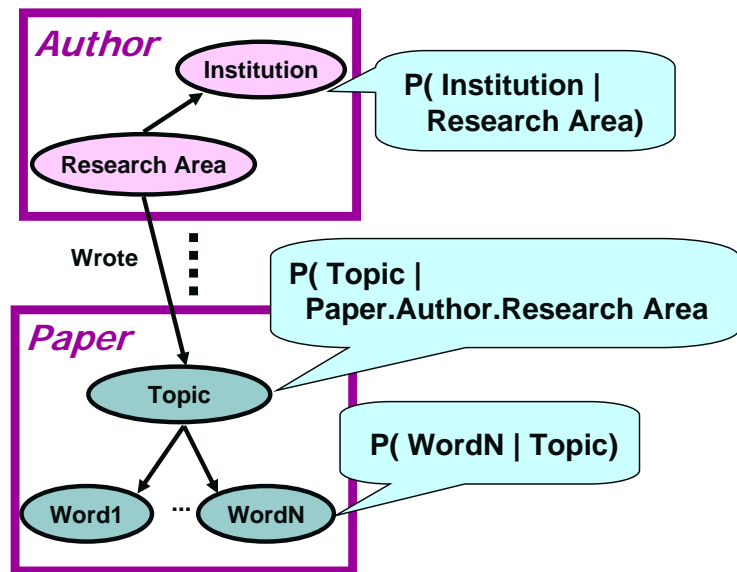 Author
Institution
P( Institution |
Research Area)
Research Area
Wrote
P( Topic |
Paper.Author.Research Area
Paper
Topic
P( WordN | Topic)
Word1
...
WordN